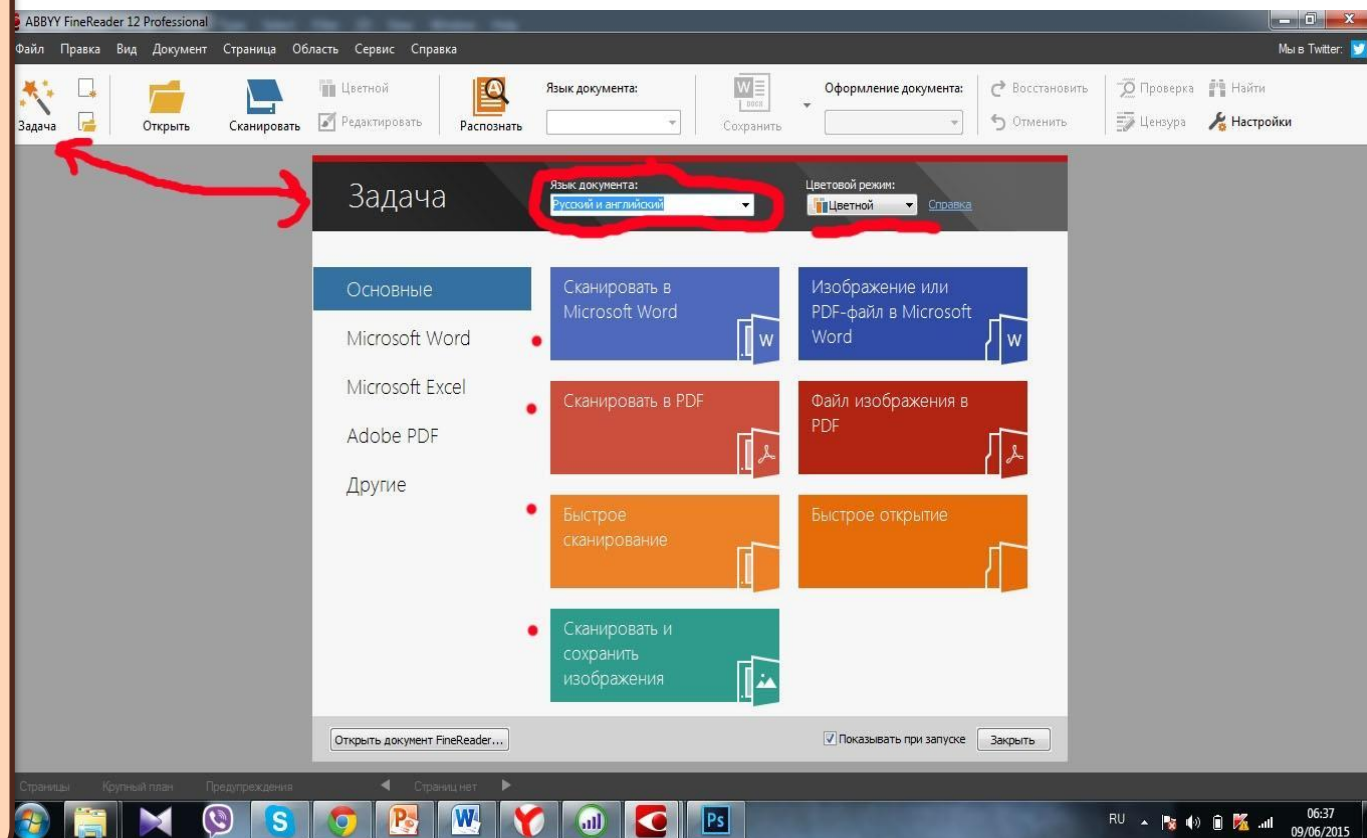 ABBYY FineReader 12 Professional
Файл Правка Вид Документ Страница Область Сервис Справка
Мы в Twitter:
Задача
Открыть
Сканировать
Цветной
Редактировать
Распознать
Язык документа:
Сохранить
Оформление документа:
Восстановить
Отменить
Проверка
Найти
Цензура
Настройки
Задача
Язык документа:
Русский и английский
Цветовой режим:
Цветной
Справка
Основные
Microsoft Word
Microsoft Excel
Adobe PDF
Другие
Сканировать в
Microsoft Word
Изображение или
PDF-файл в Microsoft
Word
Сканировать в PDF
Файл изображения в
PDF
Быстрое
сканирование
Быстрое открытие
Сканировать и
сохранить
изображения
Открыть документ FineReader...
Показывать при запуске
Закрыть
Страницы Крупный план Предупреждения Страниц нет
RU
06:37
09/06/2015